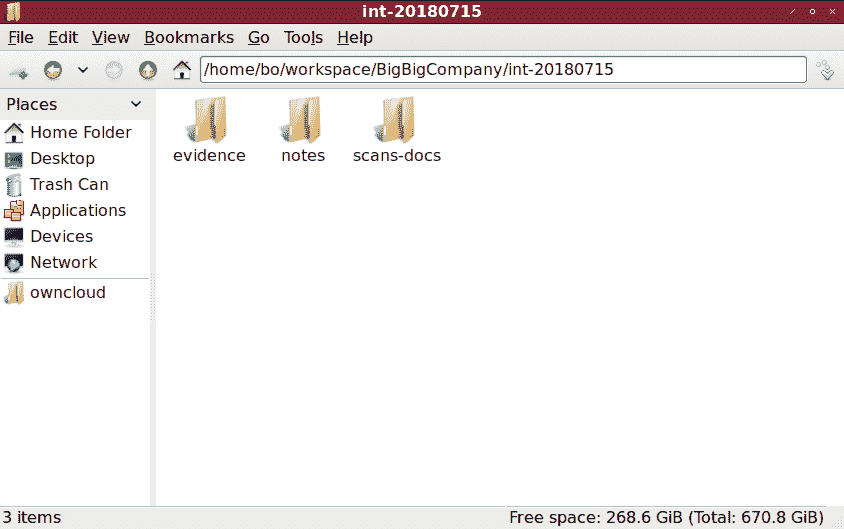 int-20180715
File Edit View Bookmarks Go Tools Help
/home/bo/workspace/BigBigCompany/int-20180715
Places
Home Folder
Desktop
Trash Can
Applications
Devices
Network
owncloud
evidence notes scans-docs
3 items Free space: 268.6 GiB (Total: 670.8 GiB)